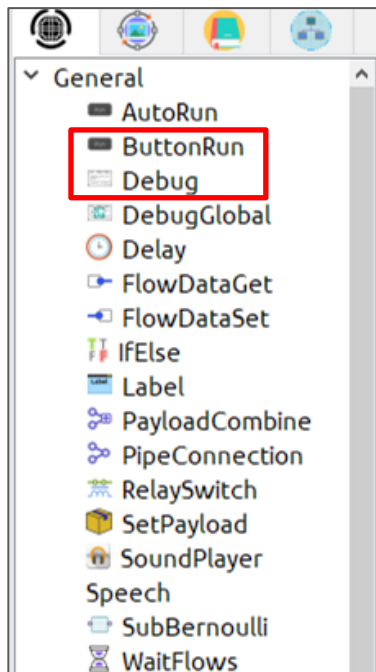 General
AutoRun
ButtonRun
Debug
DebugGlobal
Delay
FlowDataGet
FlowDataSet
IfElse
Label
PayloadCombine
PipeConnection
RelaySwitch
SetPayload
SoundPlayer
Speech
SubBernoulli
WaitFlows